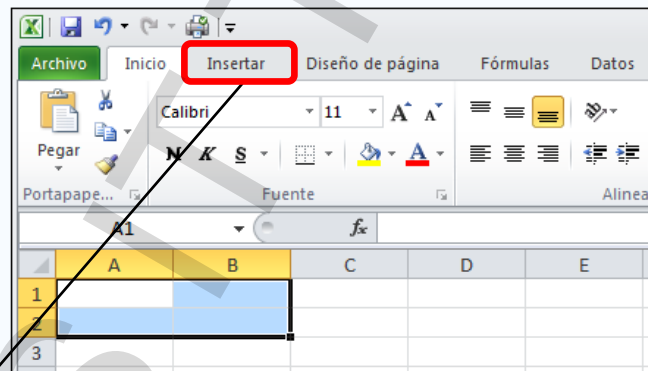 Archivo Inicio Insertar Diseño de página Fórmulas Datos
Calibri 11 A A
Pegar N K S A
Portapape... Fuente Alinea
A1 fx
A B C D E
1
2
3